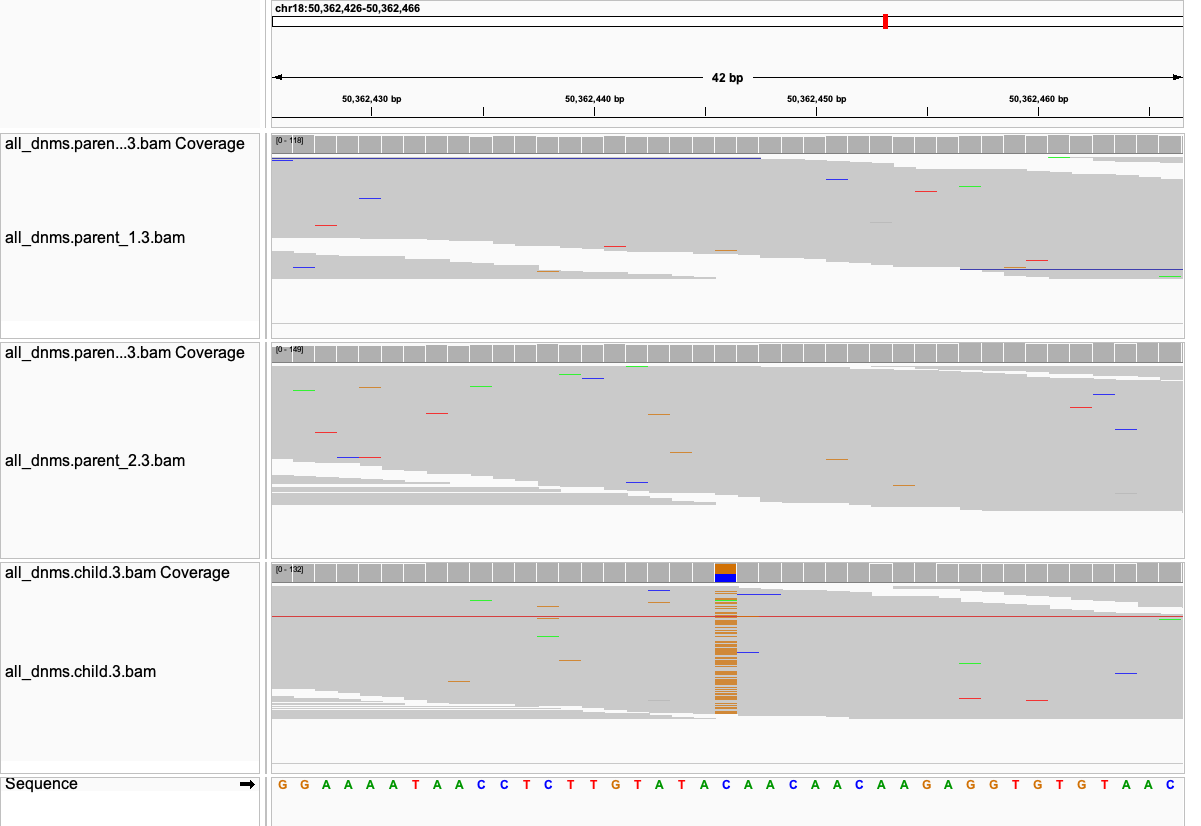 chr18:50,362,426-50,362,466
42 bp
50,362,430 bp 50,362,440 bp 50,362,450 bp 50,362,460 bp
all_dnms.paren...3.bam Coverage [0 - 118]
all_dnms.parent_1.3.bam
all_dnms.paren...3.bam Coverage [0 - 149]
all_dnms.parent_2.3.bam
all_dnms.child.3.bam Coverage [0 - 132]
all_dnms.child.3.bam
Sequence G G A A A A T A A C C T C T T G T A T A C A A C A A C A A G A G G T G T G T A A C